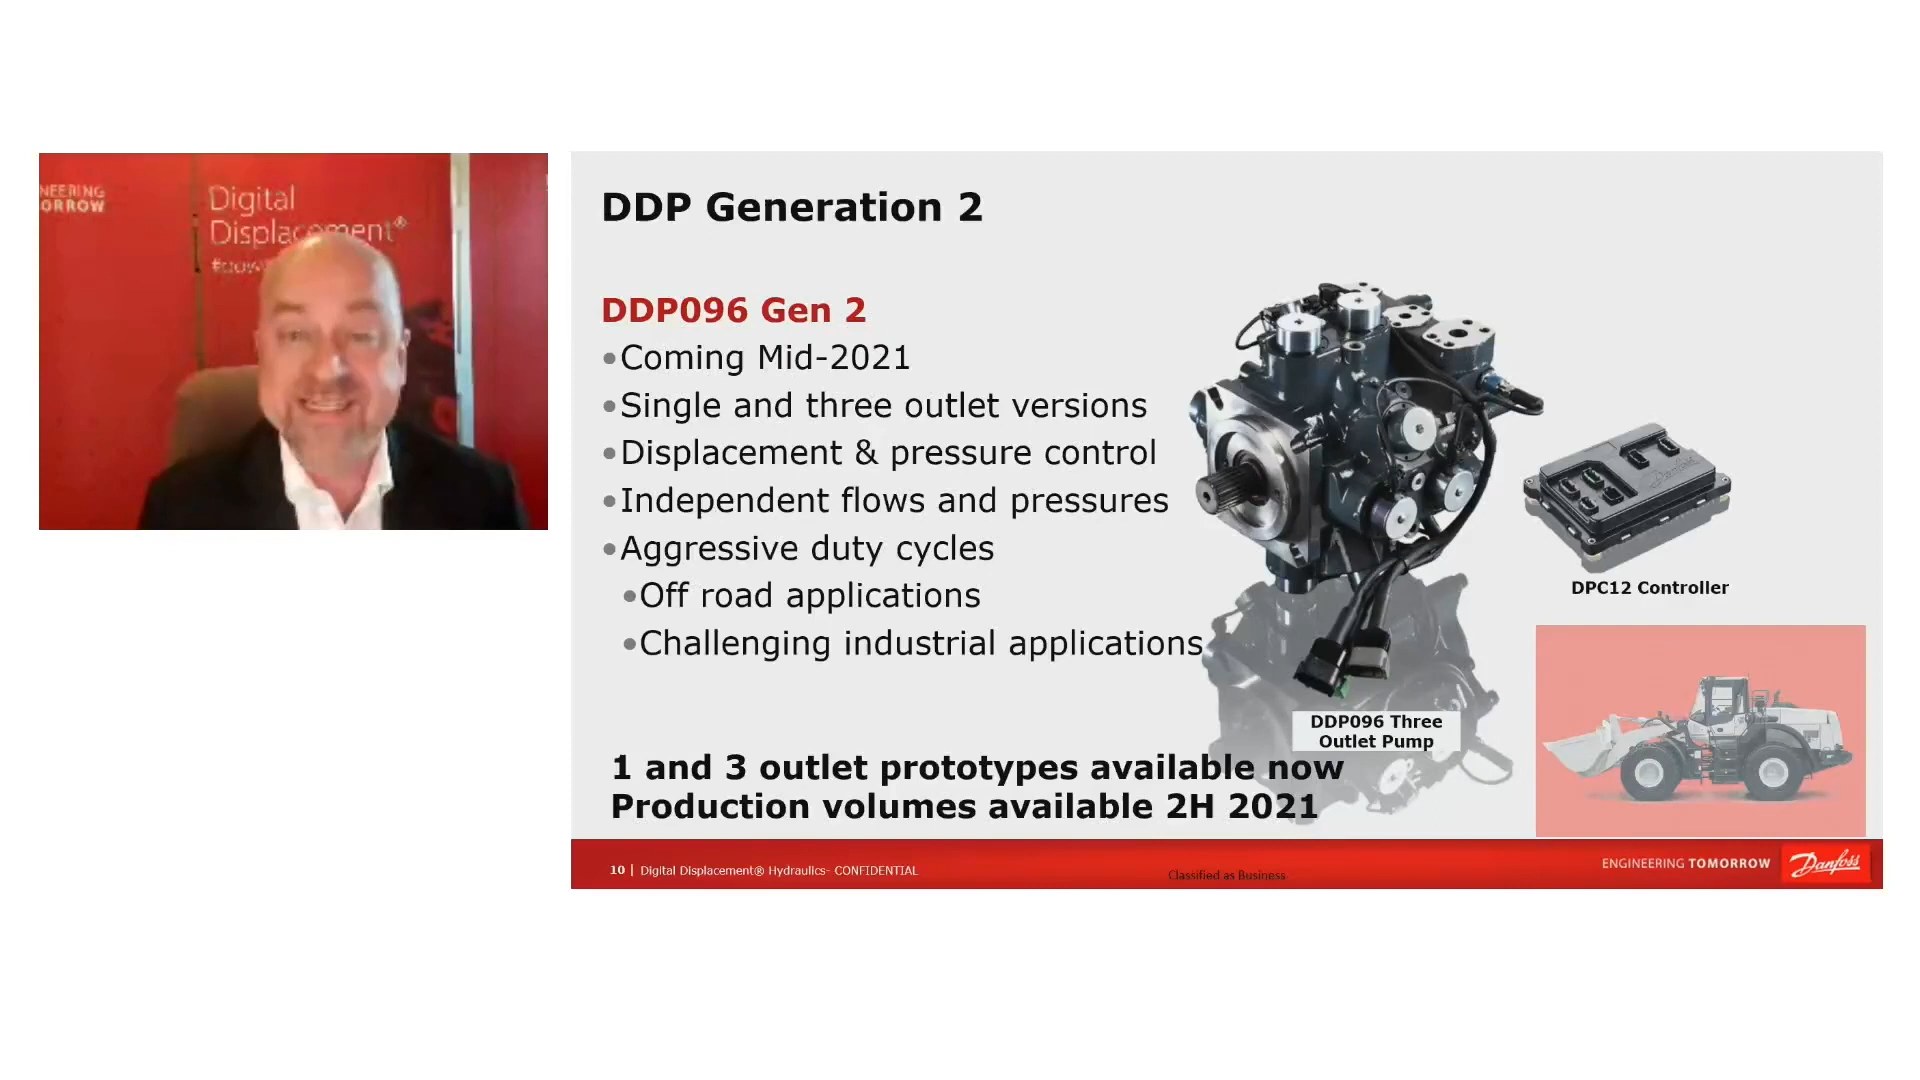 NEERING
ORROW
Digital
Displacement®
DDP Generation 2
DDP096 Gen 2
•Coming Mid-2021
•Single and three outlet versions
•Displacement & pressure control
•Independent flows and pressures
•Aggressive duty cycles
•Off road applications
•Challenging industrial applications
DPC12 Controller
DDP096 Three
Outlet Pump
1 and 3 outlet prototypes available now
Production volumes available 2H 2021
10 | Digital Displacement® Hydraulics- CONFIDENTIAL
Classified as Business
ENGINEERING TOMORROW
Danfoss